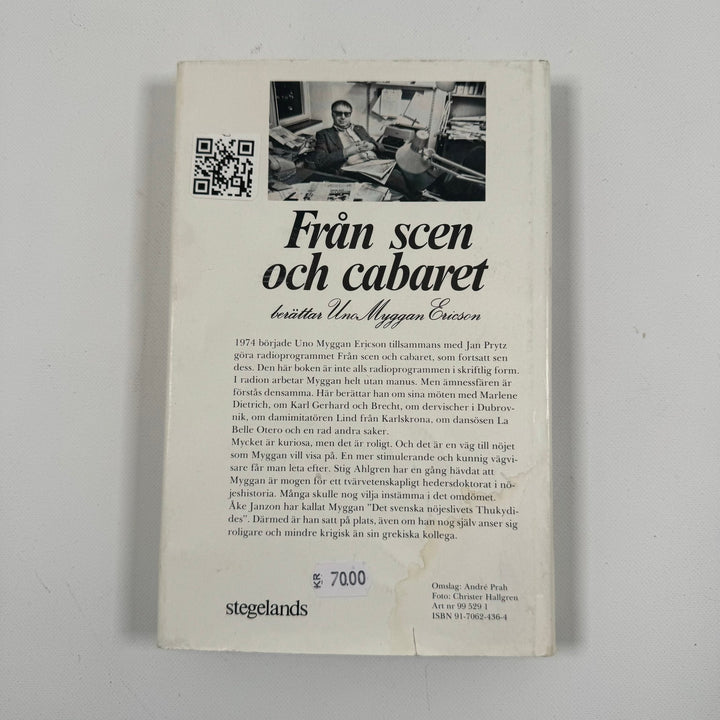 Från scen
och cabaret
berättar Uno Myggan Ericson
1974 började Uno Myggan Ericson tillsammans med Jan Prytz
göra radioprogrammet Från scen och cabaret, som fortsatt sen
dess. Den här boken är inte alls radioprogrammen i skriftlig form.
I radion arbetar Myggan helt utan manus. Men ämnessfären är
förstås densamma. Här berättar han om sina möten med Marlene
Dietrich, om Karl Gerhard och Brecht, om dervischer i Dubrov-
nik, om damimitatören Lind från Karlskrona, om dansösen La
Belle Otero och en rad andra saker.
Mycket är kuriosa, men det är roligt. Och det är en väg till nöjet
som Myggan vill visa på. En mer stimulerande och kunnig vägvi-
sare får man leta efter. Stig Ahlgren har en gång hävdat att
Myggan är mogen för ett tvärvetenskapligt hedersdoktorat i nö-
jeshistoria. Många skulle nog vilja instämma i det omdömet.
Åke Janzon har kallat Myggan "Det svenska nöjeslivets Thukydi-
des". Därmed är han satt på plats, även om han nog själv anser sig
roligare och mindre krigisk än sin grekiska kollega.
KR 70.00
stegelands
Omslag: André Prah
Foto: Christer Hallgren
Art nr 99 529 1
ISBN 91-7062-436-4